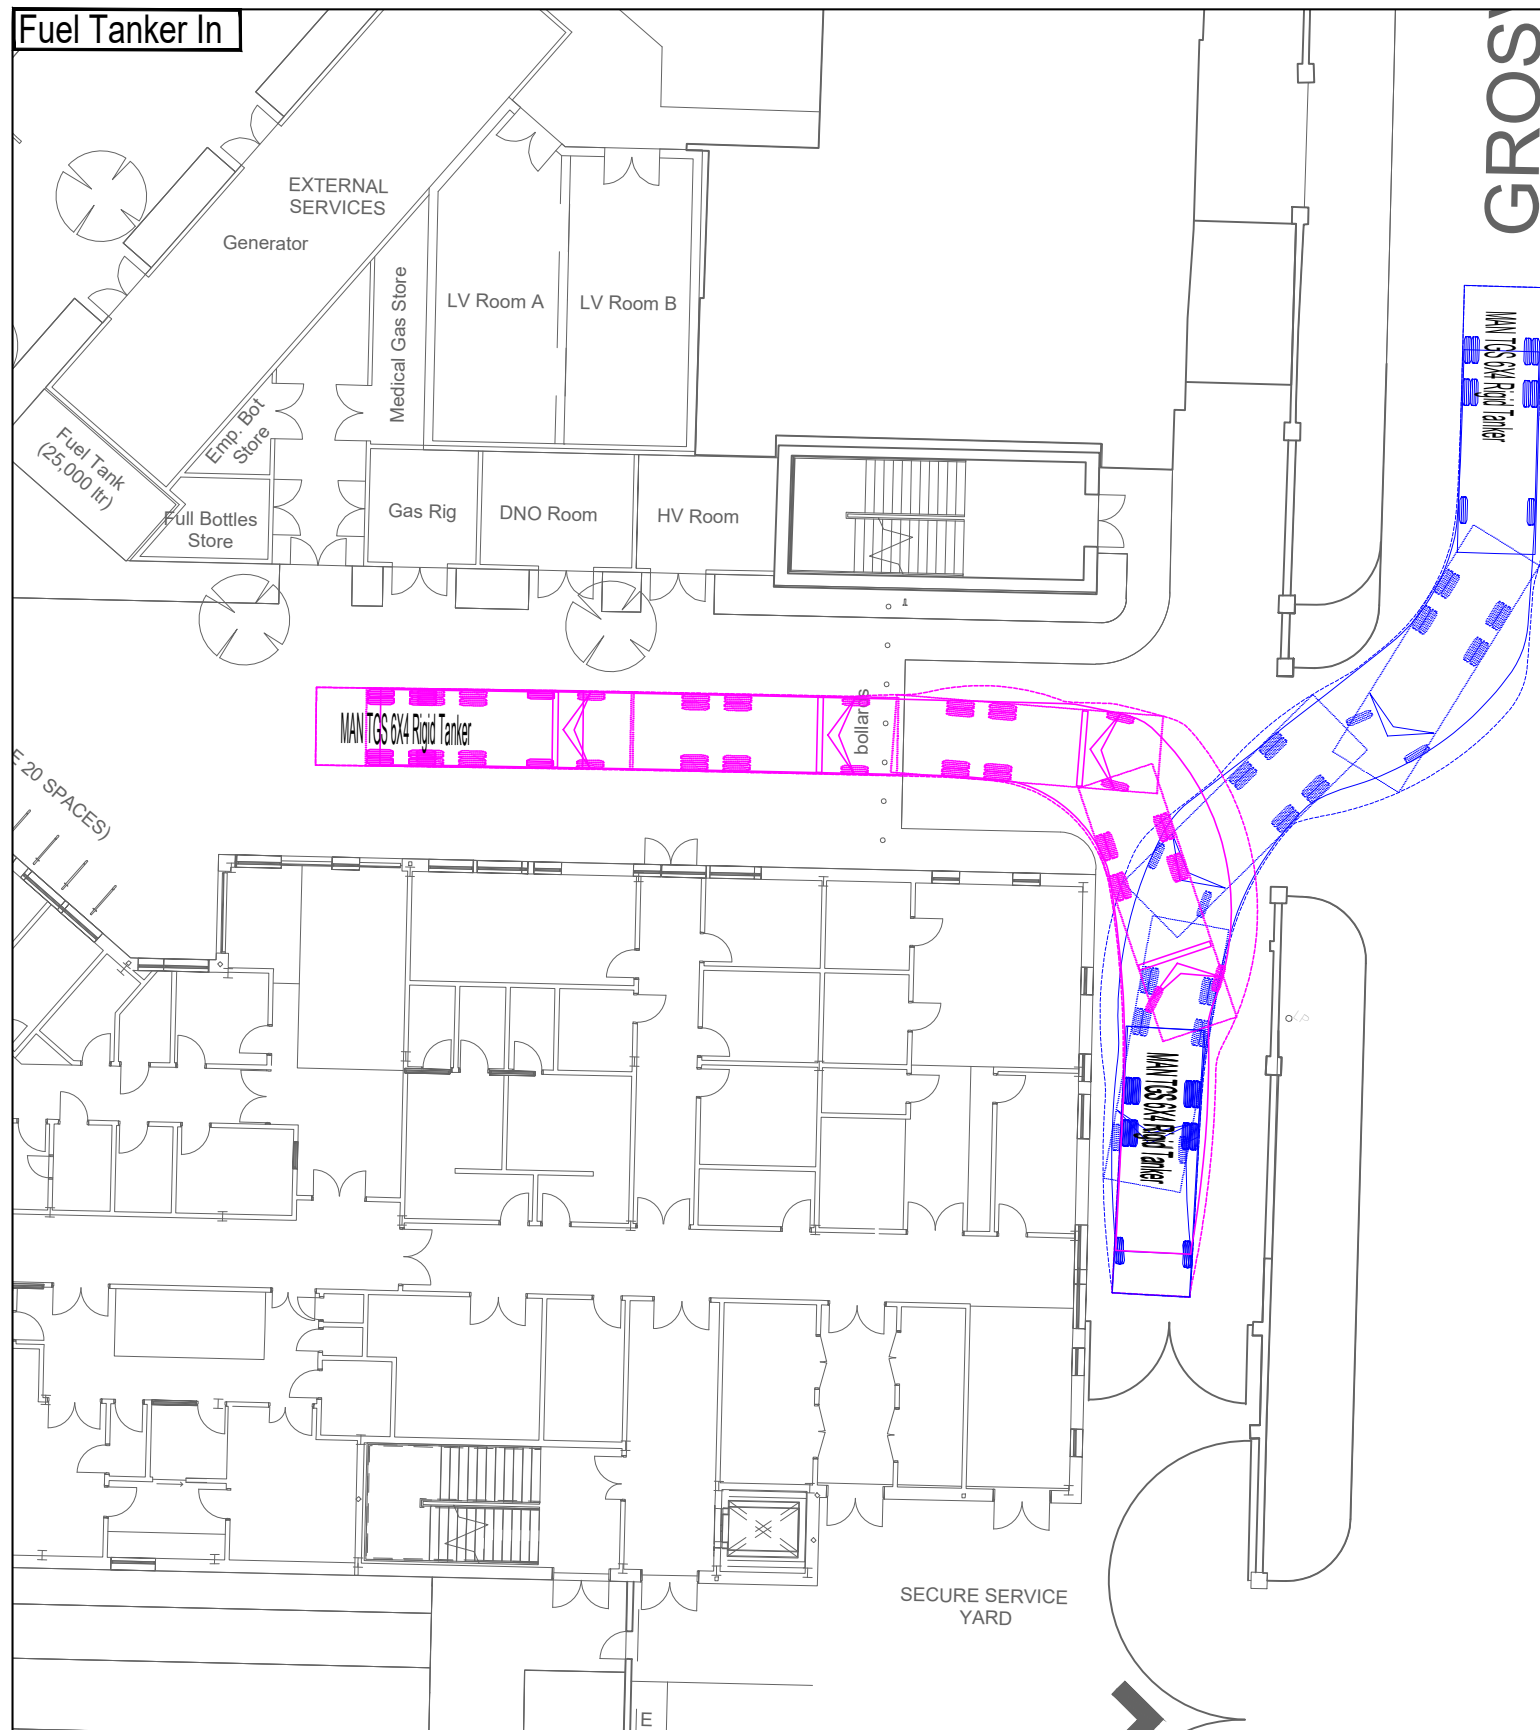 Fuel Tanker In
GROSV
EXTERNAL
SERVICES
Generator
Medical Gas Store
LV Room A
LV Room B
MAN TGS 6X4 Rigid Tanker
Emp. Bot
Store
Fuel Tank
(25,000 ltr)
Full Bottles
Store
Gas Rig
DNO Room
HV Room
MAN TGS 6X4 Rigid Tanker
bollards
E 20 SPACES)
MAN TGS 6X4 Rigid Tanker
SECURE SERVICE
YARD
E